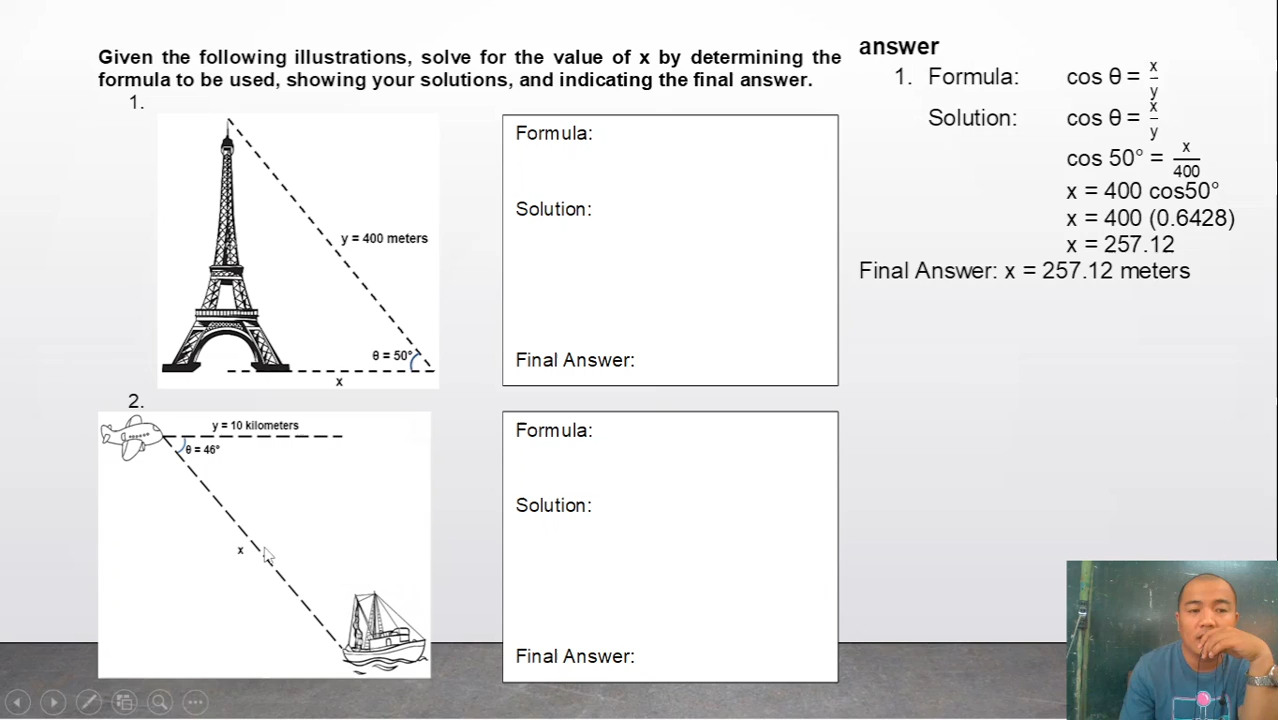 Given the following illustrations, solve for the value of x by determining the
formula to be used, showing your solutions, and indicating the final answer.
1.
y = 400 meters
θ = 50°
x
Formula:
Solution:
Final Answer:
2.
y = 10 kilometers
θ = 46°
x
Formula:
Solution:
Final Answer:
answer
1. Formula: cos θ = x/y
Solution: cos θ = x/y
cos 50° = x/400
x = 400 cos50°
x = 400 (0.6428)
x = 257.12
Final Answer: x = 257.12 meters